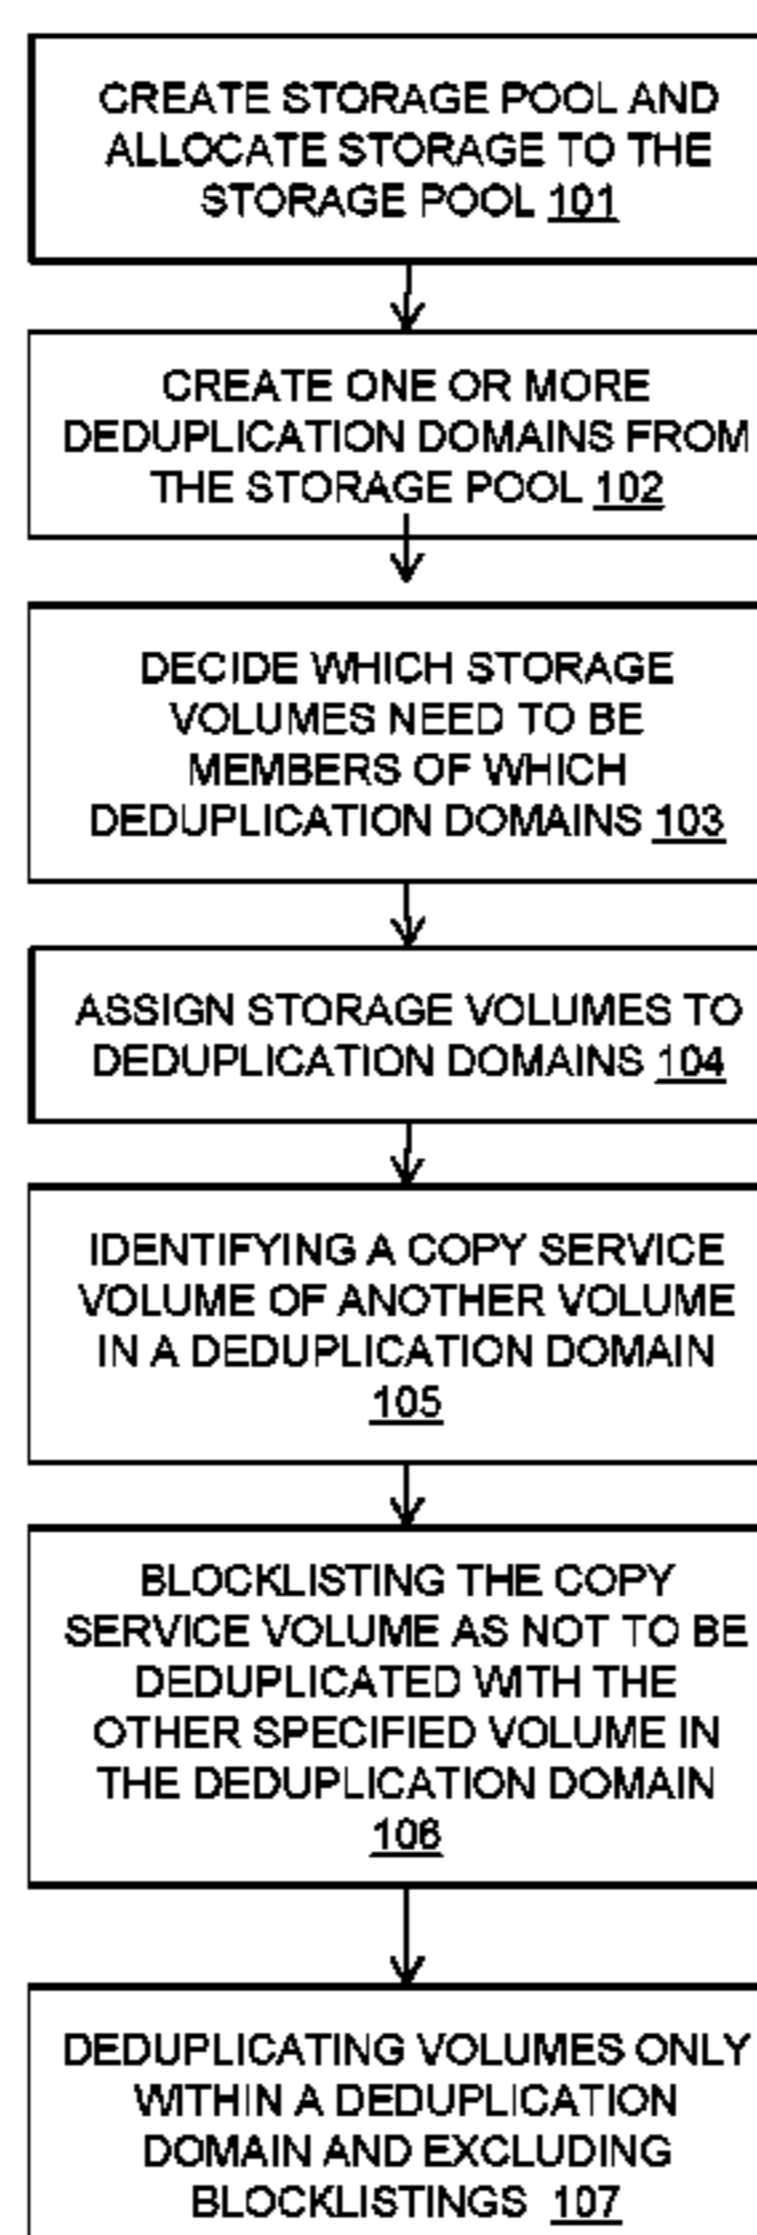 CREATE STORAGE POOL AND
ALLOCATE STORAGE TO THE
STORAGE POOL 101
CREATE ONE OR MORE
DEDUPLICATION DOMAINS FROM
THE STORAGE POOL 102
DECIDE WHICH STORAGE
VOLUMES NEED TO BE
MEMBERS OF WHICH
DEDUPLICATION DOMAINS 103
ASSIGN STORAGE VOLUMES TO
DEDUPLICATION DOMAINS 104
IDENTIFYING A COPY SERVICE
VOLUME OF ANOTHER VOLUME
IN A DEDUPLICATION DOMAIN
105
BLOCKLISTING THE COPY
SERVICE VOLUME AS NOT TO BE
DEDUPLICATED WITH THE
OTHER SPECIFIED VOLUME IN
THE DEDUPLICATION DOMAIN
106
DEDUPLICATING VOLUMES ONLY
WITHIN A DEDUPLICATION
DOMAIN AND EXCLUDING
BLOCKLISTINGS 107